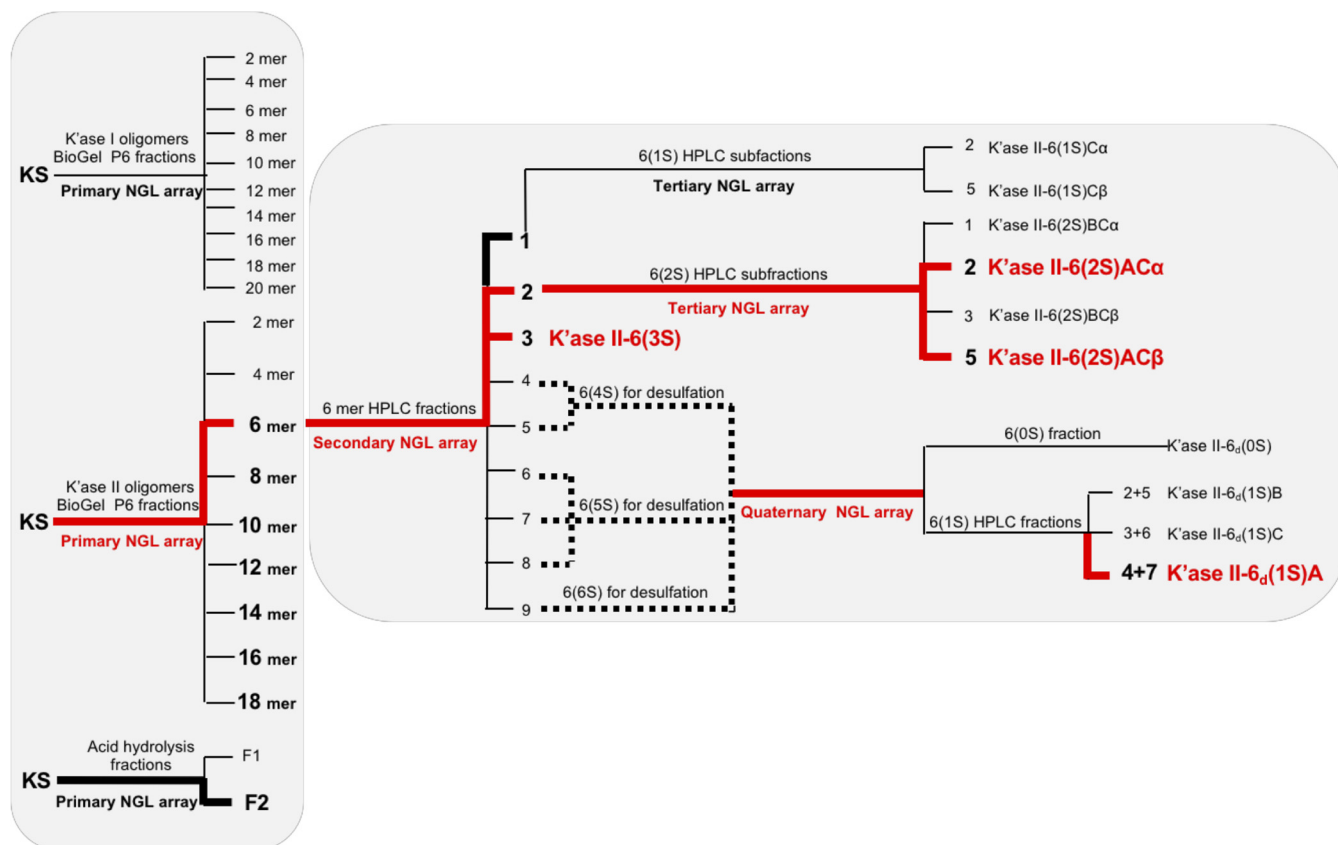 2 mer
4 mer
6 mer
8 mer
10 mer
12 mer
14 mer
16 mer
18 mer
20 mer
K'ase I oligomers
BioGel P6 fractions
KS
Primary NGL array
2 mer
4 mer
6 mer
8 mer
10 mer
12 mer
14 mer
16 mer
18 mer
K'ase II oligomers
BioGel P6 fractions
KS
Primary NGL array
Acid hydrolysis
fractions
KS
Primary NGL array
F1
F2
6 mer HPLC fractions
Secondary NGL array
1
2
3 K'ase II-6(3S)
4
5
6
7
8
9
6(1S) HPLC subfactions
Tertiary NGL array
2 K'ase II-6(1S)Cα
5 K'ase II-6(1S)Cβ
6(2S) HPLC subfractions
Tertiary NGL array
1 K'ase II-6(2S)BCα
2 K'ase II-6(2S)ACα
3 K'ase II-6(2S)BCβ
5 K'ase II-6(2S)ACβ
6(4S) for desulfation
6(5S) for desulfation
6(6S) for desulfation
Quaternary NGL array
6(0S) fraction
K'ase II-6d(0S)
6(1S) HPLC fractions
2+5 K'ase II-6d(1S)B
3+6 K'ase II-6d(1S)C
4+7 K'ase II-6d(1S)A